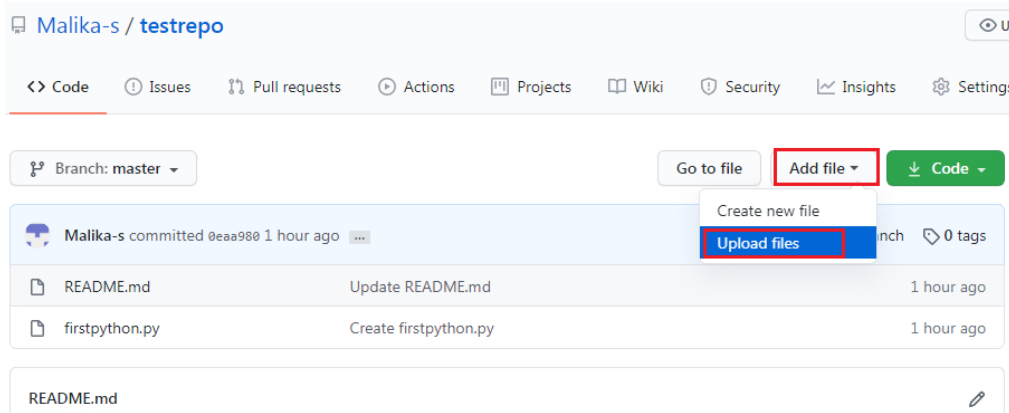 Malika-s / testrepo
Code Issues Pull requests Actions Projects Wiki Security Insights Settings
Branch: master Go to file Add file Code
Create new file
Upload files
Malika-s committed 0eaa980 1 hour ago ... 0 tags
README.md Update README.md 1 hour ago
firstpython.py Create firstpython.py 1 hour ago
README.md